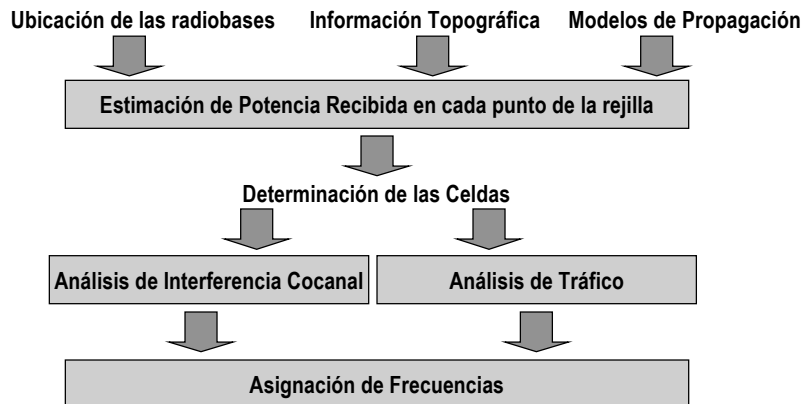 Ubicación de las radiobases Información Topográfica Modelos de Propagación
Estimación de Potencia Recibida en cada punto de la rejilla
Determinación de las Celdas
Análisis de Interferencia Cocanal Análisis de Tráfico
Asignación de Frecuencias